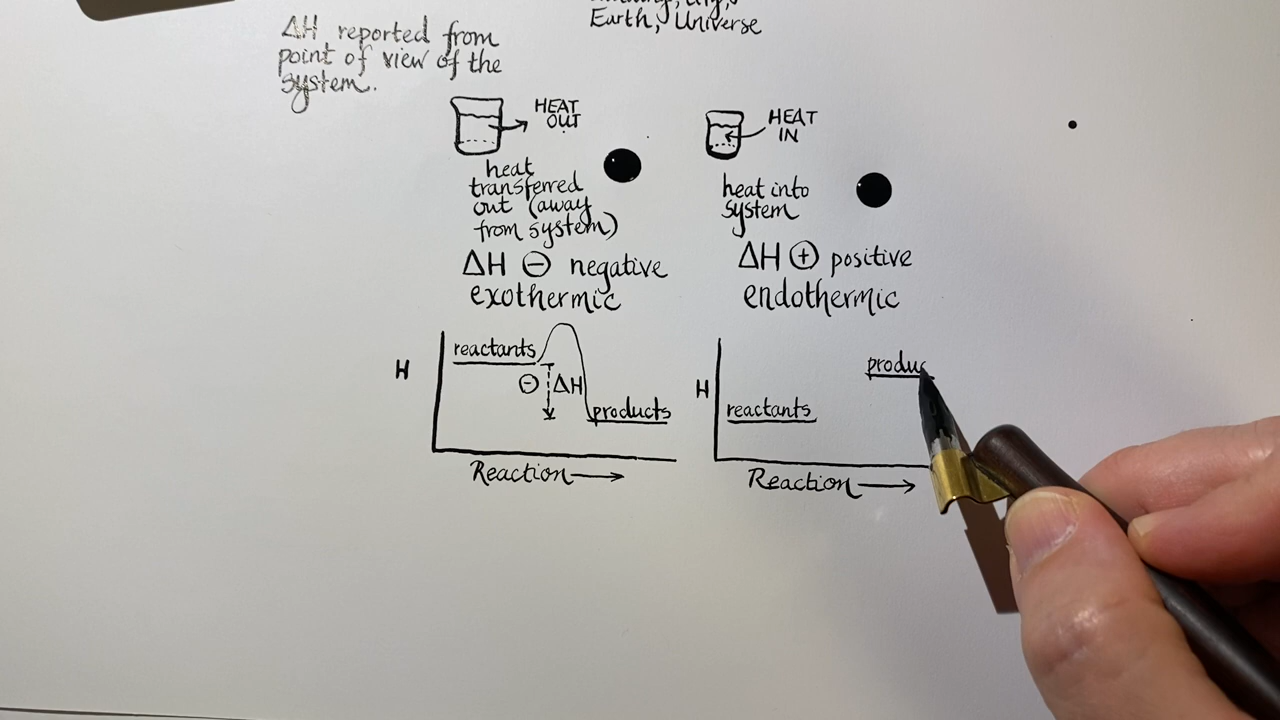 Earth, Universe
ΔH reported from
point of view of the
system.
HEAT
OUT
heat
transferred
out (away
from system)
ΔH ⊖ negative
exothermic
HEAT
IN
heat into
system
ΔH ⊕ positive
endothermic
H
reactants
⊖ ΔH
products
Reaction →
H
reactants
produc
Reaction →